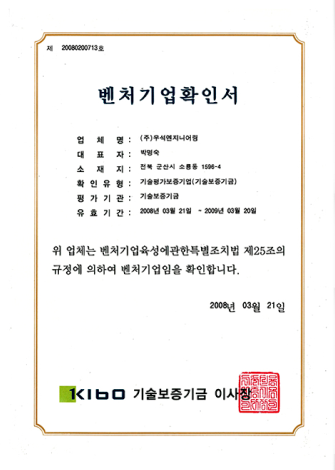 제 20080200713호
벤처기업확인서
업 체 명 : (주)우석엔지니어링
대 표 자 : 박명숙
소 재 지 : 전북 군산시 소룡동 1596-4
확 인 유 형 : 기술평가보증기업(기술보증기금)
평 가 기 관 : 기술보증기금
유 효 기 간 : 2008년 03월 21일 ~ 2009년 03월 20일
위 업체는 벤처기업육성에관한특별조치법 제25조의
규정에 의하여 벤처기업임을 확인합니다.
2008년 03월 21일
KIBO 기술보증기금 이사장